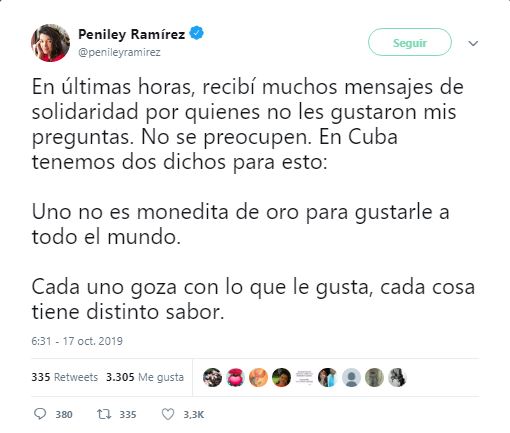 Peniley Ramírez
@penileyramirez
Seguir
En últimas horas, recibí muchos mensajes de
solidaridad por quienes no les gustaron mis
preguntas. No se preocupen. En Cuba
tenemos dos dichos para esto:
Uno no es monedita de oro para gustarle a
todo el mundo.
Cada uno goza con lo que le gusta, cada cosa
tiene distinto sabor.
6:31 - 17 oct. 2019
335 Retweets 3.305 Me gusta
380 335 3,3K